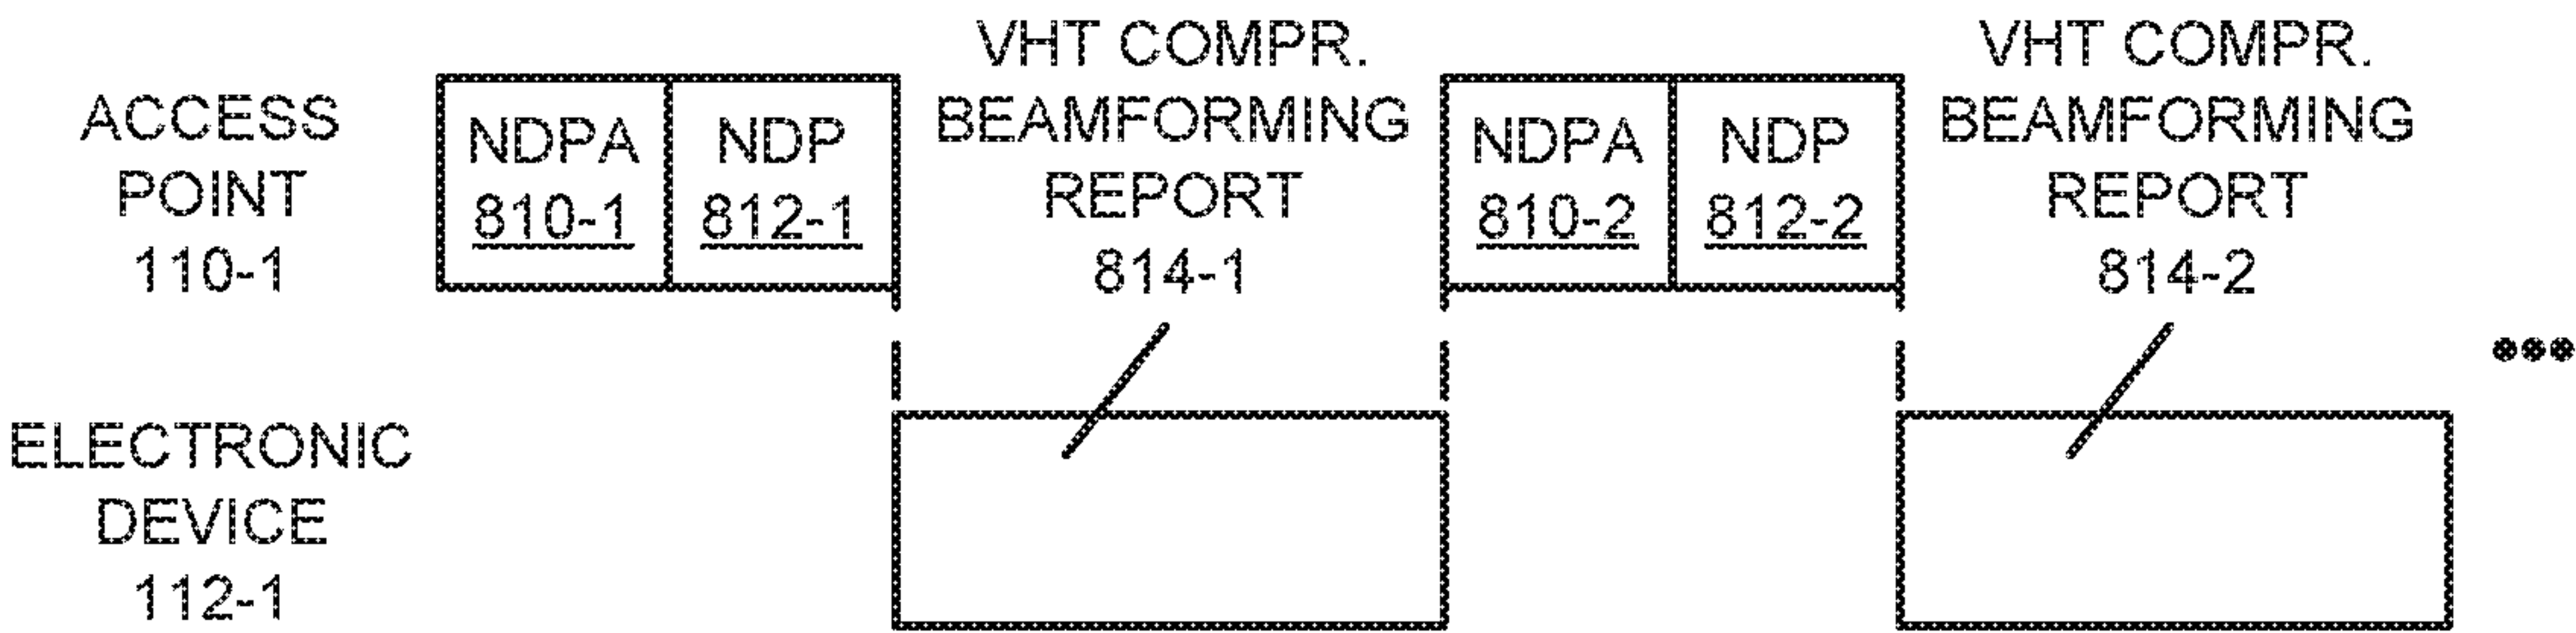 ACCESS
POINT
110-1
NDPA
810-1
NDP
812-1
VHT COMPR.
BEAMFORMING
REPORT
814-1
NDPA
810-2
NDP
812-2
VHT COMPR.
BEAMFORMING
REPORT
814-2
ELECTRONIC
DEVICE
112-1